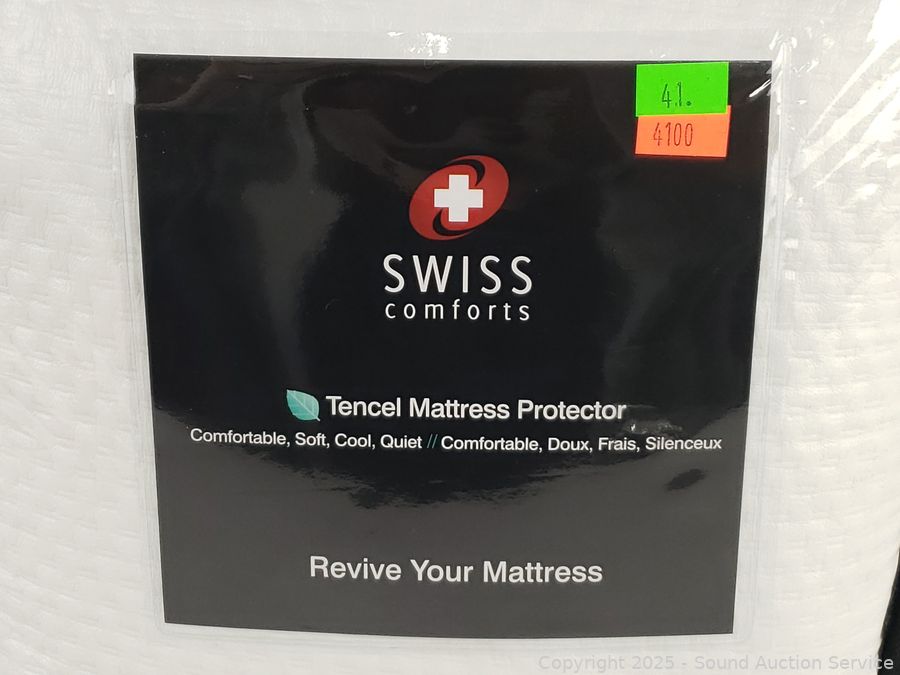 41.
4100
SWISS
comforts
Tencel Mattress Protector
Comfortable, Soft, Cool, Quiet // Comfortable, Doux, Frais, Silenceux
Revive Your Mattress
Copyright 2025 - Sound Auction Service